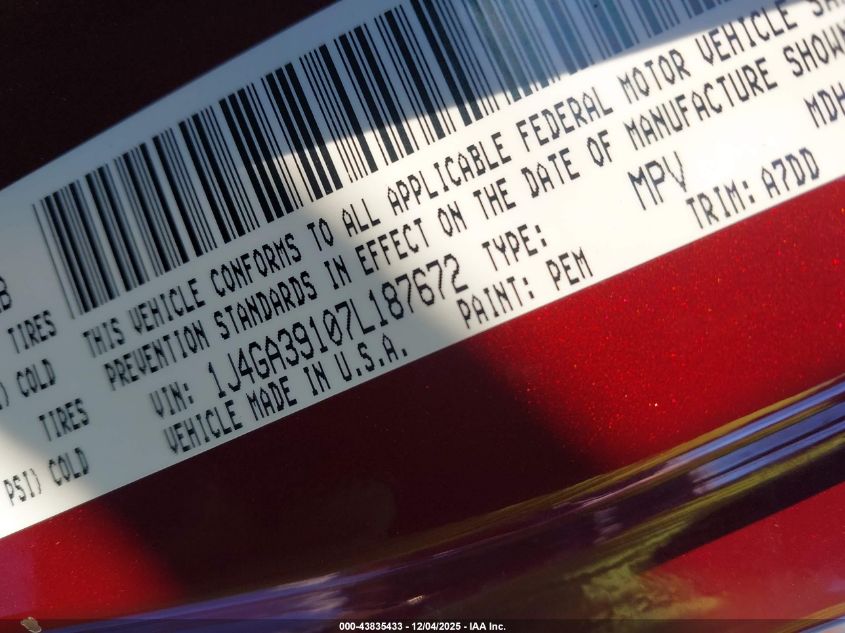 B
TIRES
) COLD
TIRES
PSI) COLD
THIS VEHICLE CONFORMS TO ALL APPLICABLE FEDERAL MOTOR VEHICLE SA
PREVENTION STANDARDS IN EFFECT ON THE DATE OF MANUFACTURE SHOWN
VIN: 1J4GA39107L187672 TYPE: MPV MDH
VEHICLE MADE IN U.S.A. PAINT: PEM TRIM: A7DD
000-43835433 - 12/04/2025 - IAA Inc.